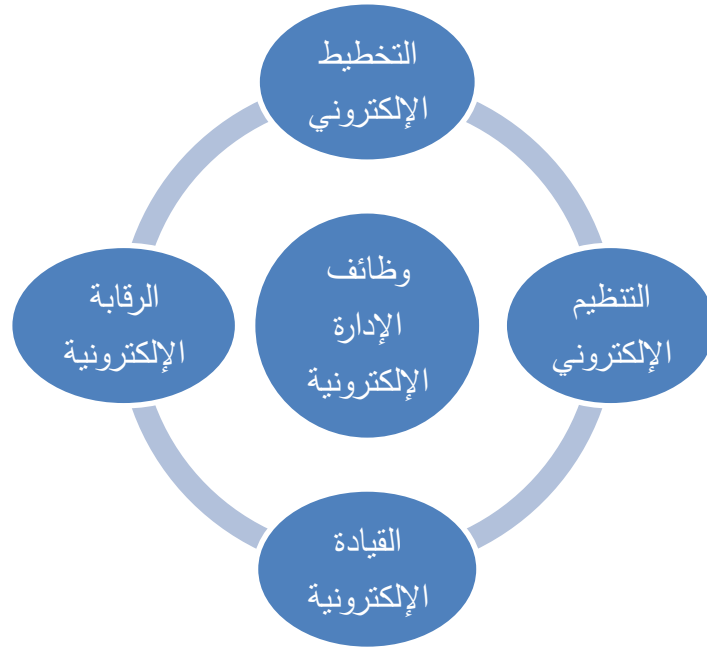 التخطيط
الإلكتروني
وظائف
الإدارة
الإلكترونية
التنظيم
الإلكتروني
الرقابة
الإلكترونية
القيادة
الإلكترونية